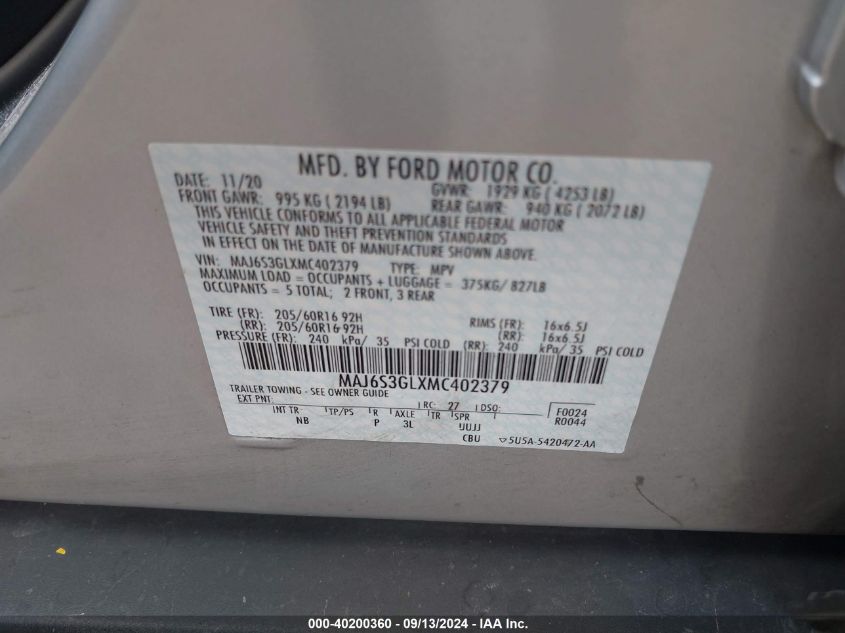 MFD. BY FORD MOTOR CO.
DATE: 11/20 GVWR: 1929 KG ( 4253 LB)
FRONT GAWR: 995 KG ( 2194 LB) REAR GAWR: 940 KG ( 2072 LB)
THIS VEHICLE CONFORMS TO ALL APPLICABLE FEDERAL MOTOR
VEHICLE SAFETY AND THEFT PREVENTION STANDARDS
IN EFFECT ON THE DATE OF MANUFACTURE SHOWN ABOVE.
VIN: MAJ6S3GLXMC402379 TYPE: MPV
MAXIMUM LOAD = OCCUPANTS + LUGGAGE = 375KG/ 827LB
OCCUPANTS = 5 TOTAL; 2 FRONT, 3 REAR
TIRE (FR): 205/60R16 92H RIMS (FR): 16x6.5J
(RR): 205/60R16 92H (RR): 16x6.5J
PRESSURE (FR): 240 kPa/ 35 PSI COLD (RR): 240 kPa/ 35 PSI COLD
MAJ6S3GLXMC402379
TRAILER TOWING - SEE OWNER GUIDE
EXT PNT: RC: 27 DSO: F0024
INT TR TP/PS R AXLE TR SPR R0044
NB P 3L UUJJ
CBU 5U5A-5420472-AA
000-40200360 - 09/13/2024 - IAA Inc.